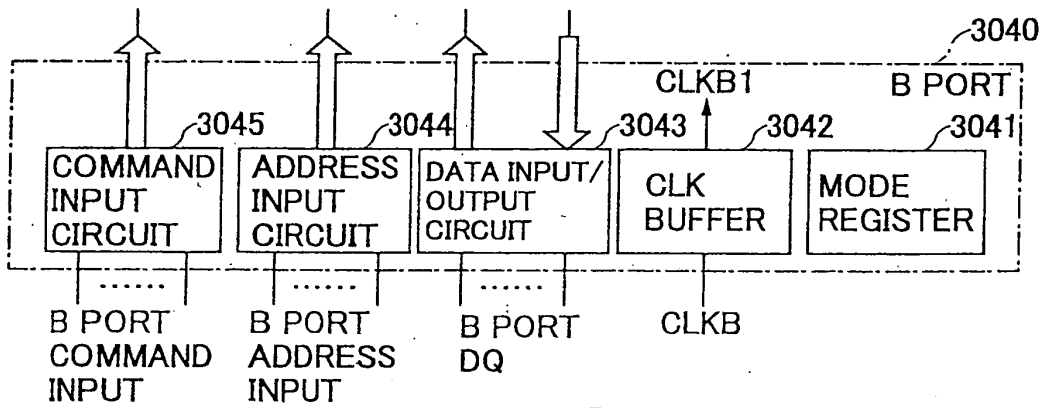 3040
B PORT
CLKB1
3045
3044
3043
3042
3041
COMMAND
INPUT
CIRCUIT
ADDRESS
INPUT
CIRCUIT
DATA INPUT/
OUTPUT
CIRCUIT
CLK
BUFFER
MODE
REGISTER
......
......
......
B PORT
COMMAND
INPUT
B PORT
ADDRESS
INPUT
B PORT
DQ
CLKB